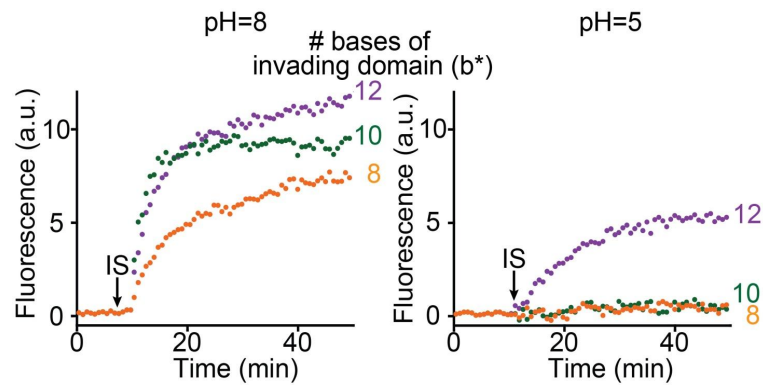 pH=8
pH=5
# bases of
invading domain (b*)
Fluorescence (a.u.)
10
5
0
IS
12
10
8
0
20
40
Time (min)
Fluorescence (a.u.)
10
5
0
IS
12
10
8
0
20
40
Time (min)